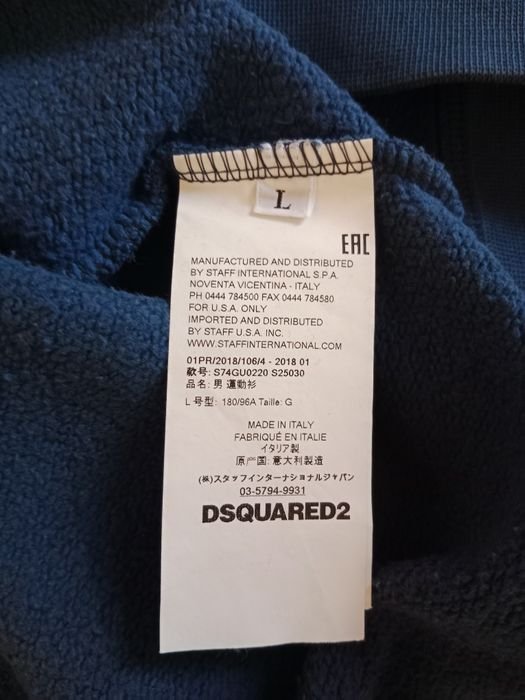 L
EAC
MANUFACTURED AND DISTRIBUTED
BY STAFF INTERNATIONAL S.P.A.
NOVENTA VICENTINA - ITALY
PH 0444 784500 FAX 0444 784580
FOR U.S.A. ONLY
IMPORTED AND DISTRIBUTED
BY STAFF U.S.A. INC.
WWW.STAFFINTERNATIONAL.COM
01PR/2018/106/4 - 2018 01
款号: S74GU0220 S25030
品名: 男 運動衫
L 号型: 180/96A Taille: G
MADE IN ITALY
FABRIQUÉ EN ITALIE
イタリア製
原产国: 意大利製造
(株)スタッフインターナショナルジャパン
03-5794-9931
DSQUARED2